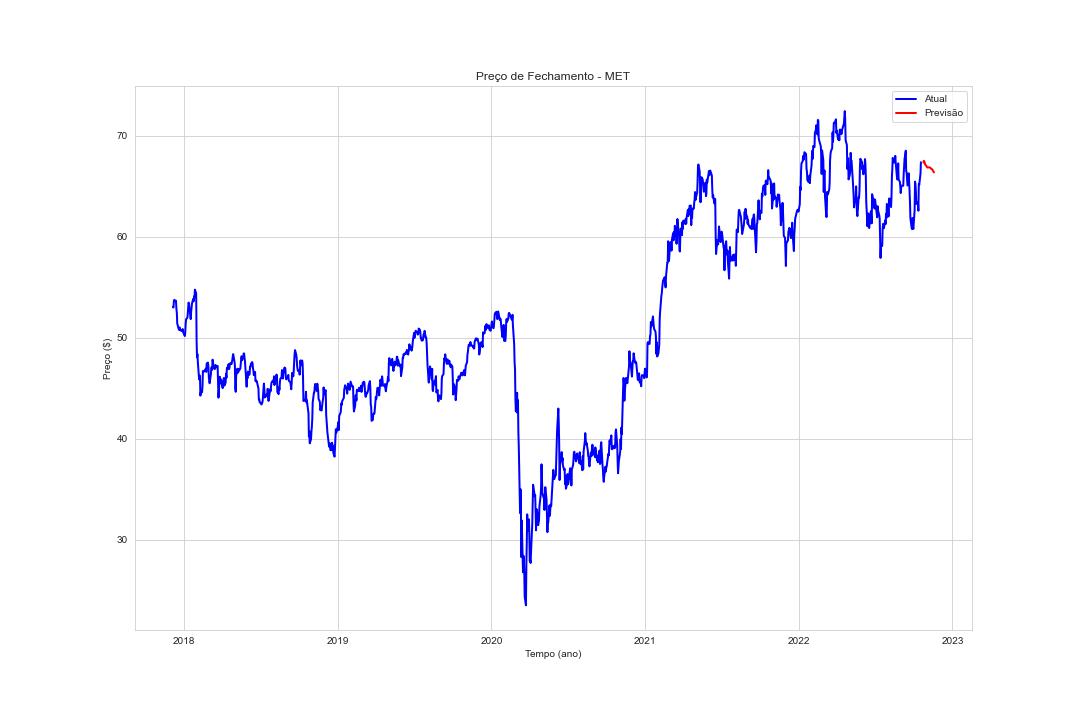 Preço de Fechamento - MET
Atual
Previsão
Preço ($)
70
60
50
40
30
2018
2019
2020
2021
2022
2023
Tempo (ano)